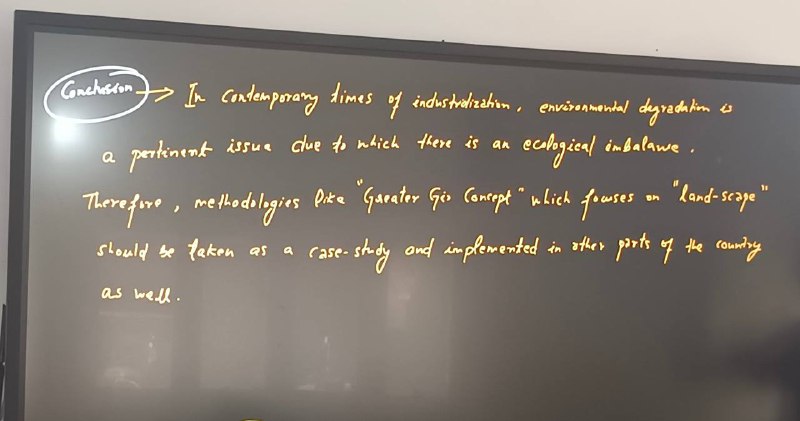 Conclusion → In contemporary times of industrialization, environmental degradation is
a pertinent issue due to which there is an ecological imbalance.
Therefore, methodologies like "Greater Gir Concept" which focuses on "land-scape"
should be taken as a case-study and implemented in other parts of the country
as well.